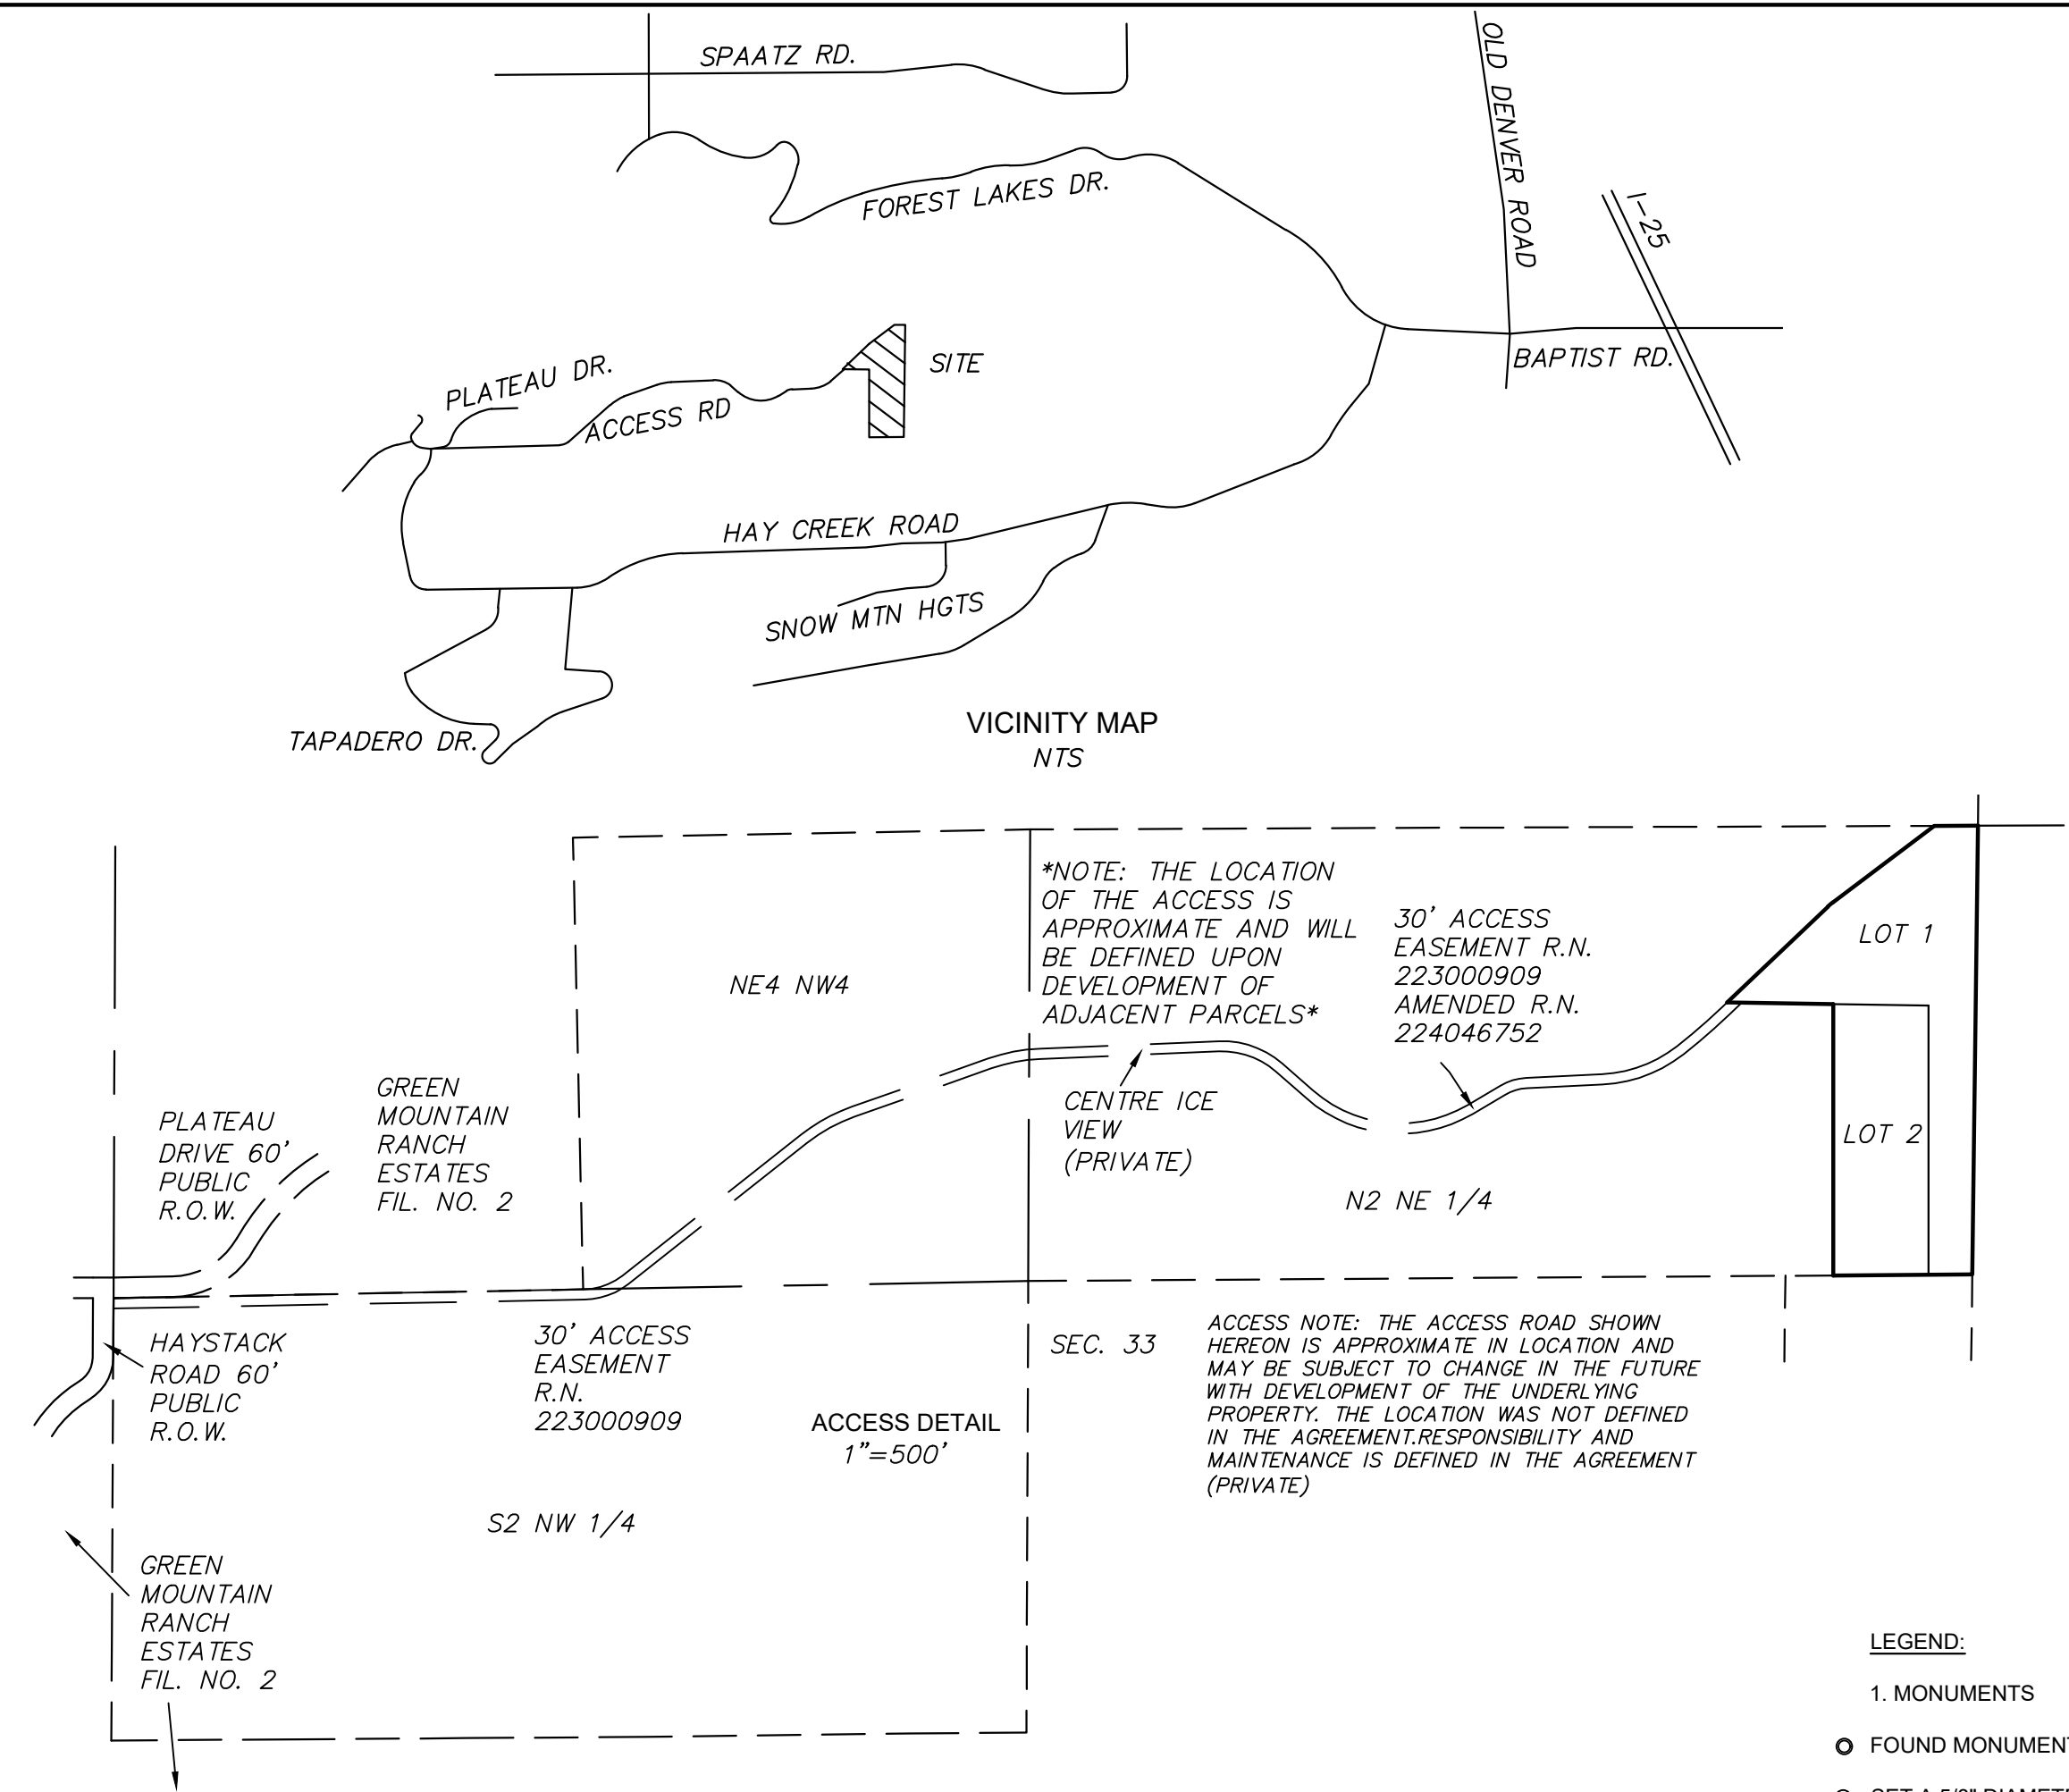 SPAATZ RD.
OLD DENVER ROAD
FOREST LAKES DR.
I-25
SITE
BAPTIST RD.
PLATEAU DR.
ACCESS RD
HAY CREEK ROAD
SNOW MTN HGTS
TAPADERO DR.
VICINITY MAP
NTS
*NOTE: THE LOCATION
OF THE ACCESS IS
APPROXIMATE AND WILL
BE DEFINED UPON
DEVELOPMENT OF
ADJACENT PARCELS*
30' ACCESS
EASEMENT R.N.
223000909
AMENDED R.N.
224046752
LOT 1
NE4 NW4
GREEN
MOUNTAIN
RANCH
ESTATES
FIL. NO. 2
PLATEAU
DRIVE 60'
PUBLIC
R.O.W.
CENTRE ICE
VIEW
(PRIVATE)
LOT 2
N2 NE 1/4
HAYSTACK
ROAD 60'
PUBLIC
R.O.W.
30' ACCESS
EASEMENT
R.N.
223000909
SEC. 33
ACCESS NOTE: THE ACCESS ROAD SHOWN
HEREON IS APPROXIMATE IN LOCATION AND
MAY BE SUBJECT TO CHANGE IN THE FUTURE
WITH DEVELOPMENT OF THE UNDERLYING
PROPERTY. THE LOCATION WAS NOT DEFINED
IN THE AGREEMENT.RESPONSIBILITY AND
MAINTENANCE IS DEFINED IN THE AGREEMENT
(PRIVATE)
ACCESS DETAIL
1"=500'
S2 NW 1/4
GREEN
MOUNTAIN
RANCH
ESTATES
FIL. NO. 2
LEGEND:
1. MONUMENTS
FOUND MONUMENT